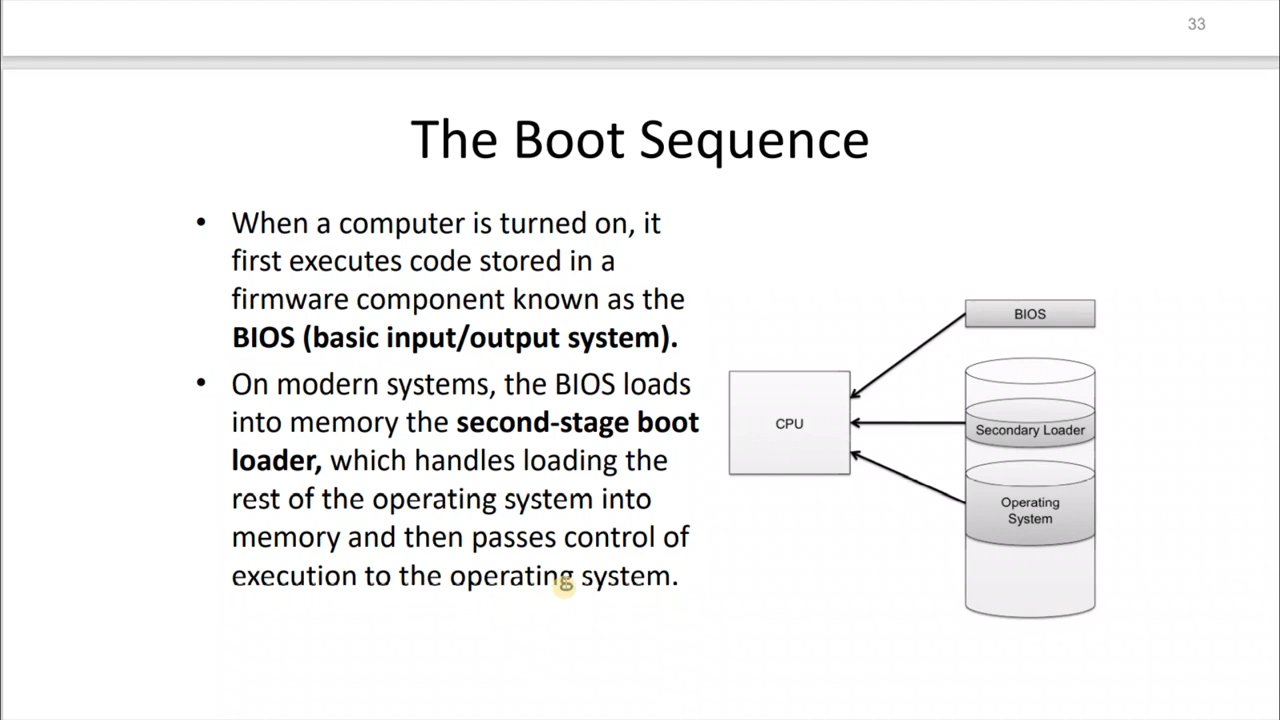 33
The Boot Sequence
• When a computer is turned on, it
first executes code stored in a
firmware component known as the
BIOS (basic input/output system).
• On modern systems, the BIOS loads
into memory the second-stage boot
loader, which handles loading the
rest of the operating system into
memory and then passes control of
execution to the operating system.
BIOS
CPU
Secondary Loader
Operating
System